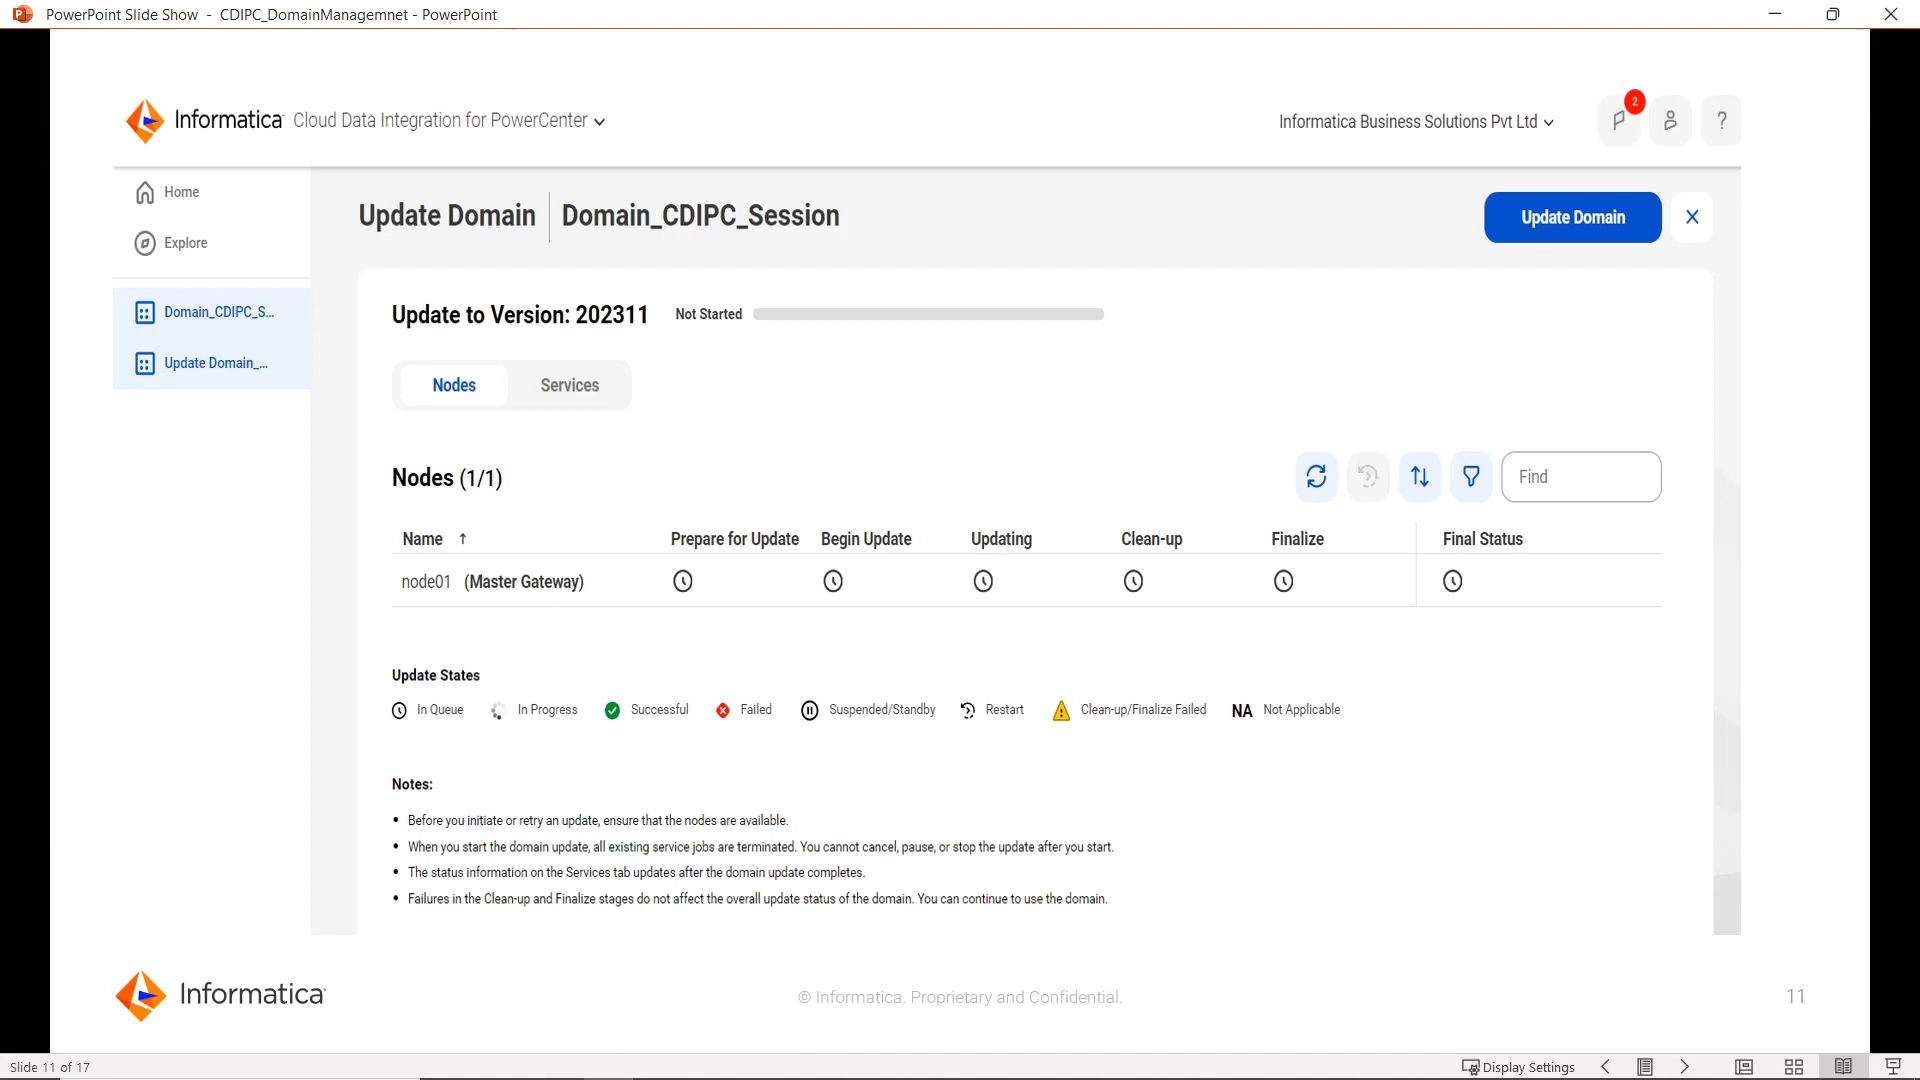 PowerPoint Slide Show - CDIPC_DomainManagemnet - PowerPoint
Informatica Cloud Data Integration for PowerCenter
Informatica Business Solutions Pvt Ltd
2
?
Home
Explore
Domain_CDIPC_S...
Update Domain_...
Update Domain Domain_CDIPC_Session
Update Domain
Update to Version: 202311 Not Started
Nodes Services
Nodes (1/1)
Find
Name ↑ Prepare for Update Begin Update Updating Clean-up Finalize Final Status
node01 (Master Gateway)
Update States
In Queue In Progress Successful Failed Suspended/Standby Restart Clean-up/Finalize Failed NA Not Applicable
Notes:
• Before you initiate or retry an update, ensure that the nodes are available.
• When you start the domain update, all existing service jobs are terminated. You cannot cancel, pause, or stop the update after you start.
• The status information on the Services tab updates after the domain update completes.
• Failures in the Clean-up and Finalize stages do not affect the overall update status of the domain. You can continue to use the domain.
Informatica
© Informatica. Proprietary and Confidential.
11
Slide 11 of 17
Display Settings